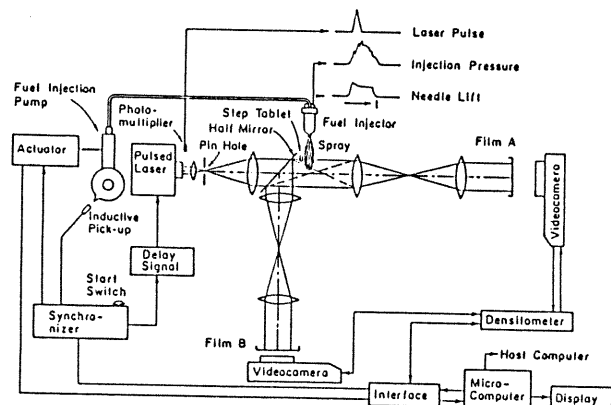 Laser Pulse
Injection Pressure
Needle Lift
Fuel Injection
Pump
Photo-
multiplier
Step Tablet
Half Mirror
Fuel Injector
Pin Hole
Spray
Film A
Actuator
Pulsed
Laser
Videocamera
Inductive
Pick-up
Delay
Signal
Start
Switch
Synchro-
nizer
Film B
Densitometer
Videocamera
Host Computer
Interface
Micro-
Computer
Display